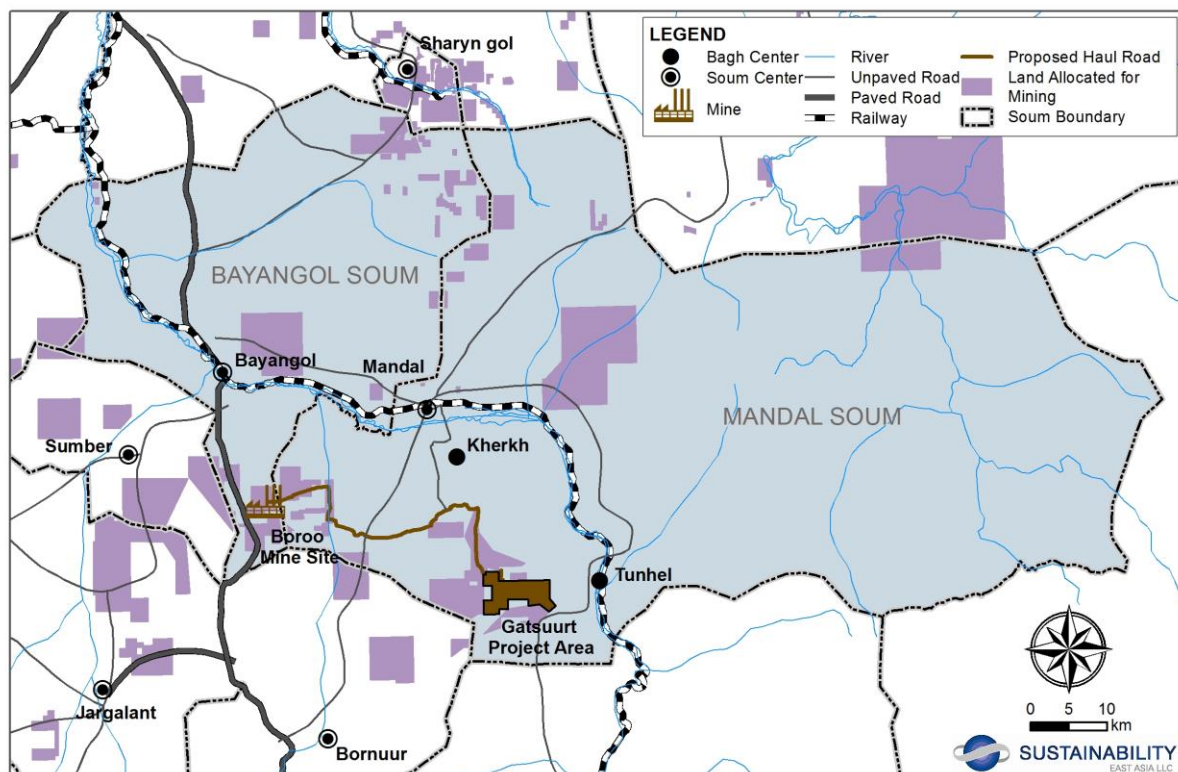 Sharyn gol
LEGEND
Bagh Center
Soum Center
Mine
River
Unpaved Road
Paved Road
Railway
Proposed Haul Road
Land Allocated for
Mining
Soum Boundary
BAYANGOL SOUM
Bayangol
Mandal
MANDAL SOUM
Sumber
Kherkh
Boroo
Mine Site
Tunhel
Gatsuurt
Project Area
Jargalant
Bornuur
0 5 10
km
SUSTAINABILITY
EAST ASIA LLC